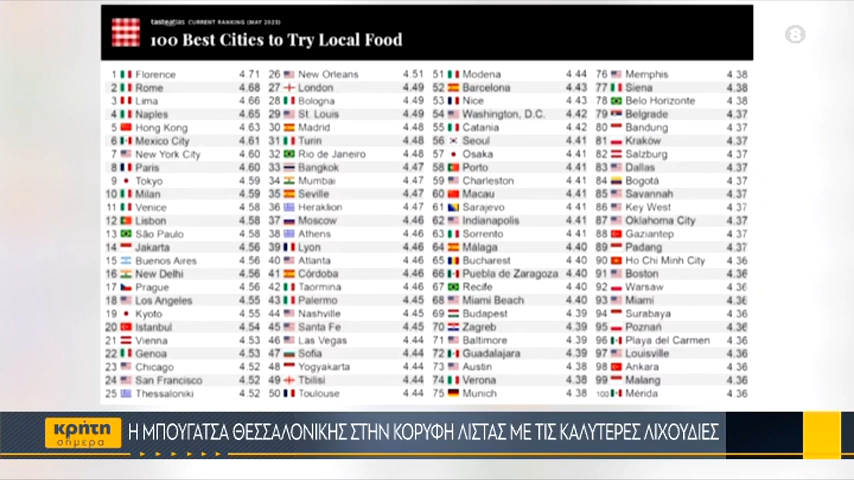 tasteatlas CURRENT RANKING (MAY 2023)
100 Best Cities to Try Local Food
8
1 Florence 4.71 26 New Orleans 4.51 51 Modena 4.44 76 Memphis 4.38
2 Rome 4.68 27 London 4.49 52 Barcelona 4.43 77 Siena 4.38
3 Lima 4.66 28 Bologna 4.49 53 Nice 4.43 78 Belo Horizonte 4.38
4 Naples 4.65 29 St. Louis 4.49 54 Washington, D.C. 4.42 79 Belgrade 4.37
5 Hong Kong 4.63 30 Madrid 4.48 55 Catania 4.42 80 Bandung 4.37
6 Mexico City 4.61 31 Turin 4.48 56 Seoul 4.41 81 Kraków 4.37
7 New York City 4.60 32 Rio de Janeiro 4.48 57 Osaka 4.41 82 Salzburg 4.37
8 Paris 4.60 33 Bangkok 4.47 58 Porto 4.41 83 Dallas 4.37
9 Tokyo 4.59 34 Mumbai 4.47 59 Charleston 4.41 84 Bogotá 4.37
10 Milan 4.59 35 Seville 4.47 60 Macau 4.41 85 Savannah 4.37
11 Venice 4.58 36 Heraklion 4.47 61 Sarajevo 4.41 86 Key West 4.37
12 Lisbon 4.58 37 Moscow 4.46 62 Indianapolis 4.41 87 Oklahoma City 4.37
13 São Paulo 4.58 38 Athens 4.46 63 Sorrento 4.41 88 Gaziantep 4.37
14 Jakarta 4.56 39 Lyon 4.46 64 Málaga 4.40 89 Padang 4.37
15 Buenos Aires 4.56 40 Atlanta 4.46 65 Bucharest 4.40 90 Ho Chi Minh City 4.36
16 New Delhi 4.56 41 Córdoba 4.46 66 Puebla de Zaragoza 4.40 91 Boston 4.36
17 Prague 4.56 42 Taormina 4.46 67 Recife 4.40 92 Warsaw 4.36
18 Los Angeles 4.55 43 Palermo 4.45 68 Miami Beach 4.40 93 Miami 4.36
19 Kyoto 4.55 44 Nashville 4.45 69 Budapest 4.39 94 Surabaya 4.36
20 Istanbul 4.54 45 Santa Fe 4.45 70 Zagreb 4.39 95 Poznań 4.36
21 Vienna 4.53 46 Las Vegas 4.44 71 Baltimore 4.39 96 Playa del Carmen 4.36
22 Genoa 4.53 47 Sofia 4.44 72 Guadalajara 4.39 97 Louisville 4.36
23 Chicago 4.52 48 Yogyakarta 4.44 73 Austin 4.38 98 Ankara 4.36
24 San Francisco 4.52 49 Tbilisi 4.44 74 Verona 4.38 99 Malang 4.36
25 Thessaloniki 4.52 50 Toulouse 4.44 75 Munich 4.38 100 Mérida 4.36
κρήτη
σήμερα
Η ΜΠΟΥΓΑΤΣΑ ΘΕΣΣΑΛΟΝΙΚΗΣ ΣΤΗΝ ΚΟΡΥΦΗ ΛΙΣΤΑΣ ΜΕ ΤΙΣ ΚΑΛΥΤΕΡΕΣ ΛΙΧΟΥΔΙΕΣ